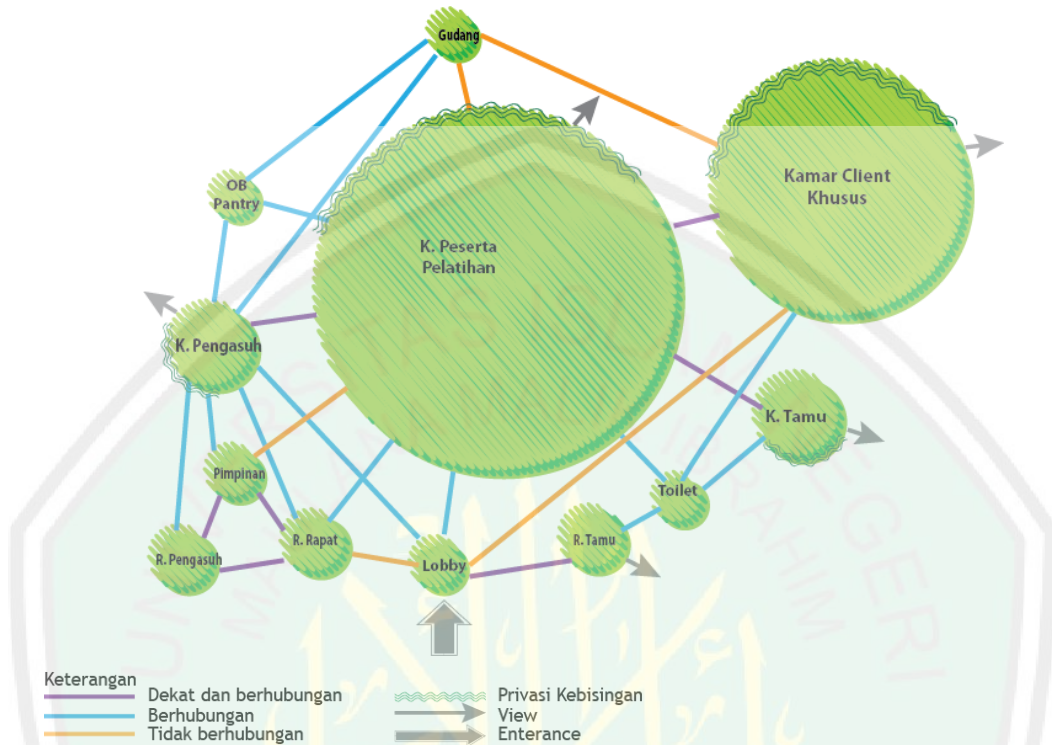 Gudang
Kamar Client
Khusus
OB
Pantry
K. Peserta
Pelatihan
K. Pengasuh
K. Tamu
Pimpinan
Toilet
R. Pengasuh
R. Rapat
Lobby
R. Tamu
Keterangan
Dekat dan berhubungan
Berhubungan
Tidak berhubungan
Privasi Kebisingan
View
Enterance